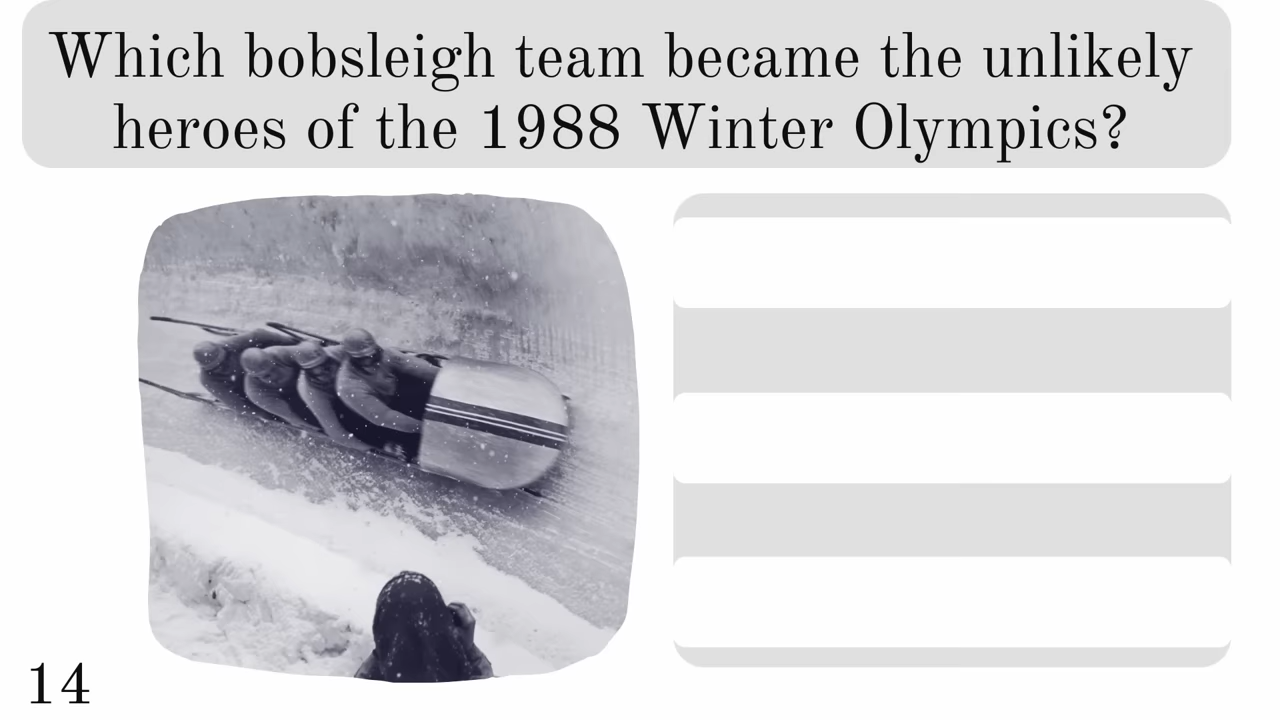 Which bobsleigh team became the unlikely
heroes of the 1988 Winter Olympics?
14